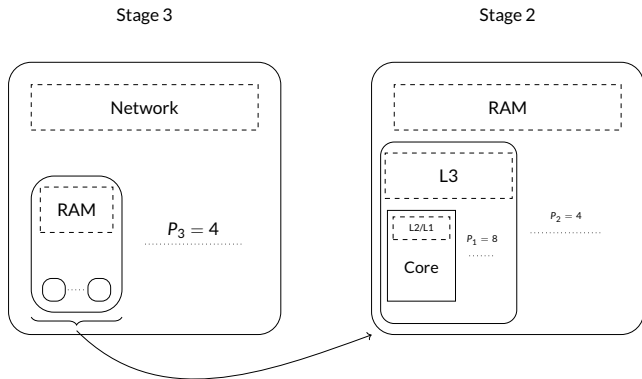 Stage 3
Stage 2
Network
RAM
P₃ = 4
RAM
L3
L2/L1
Core
P₁ = 8
P₂ = 4